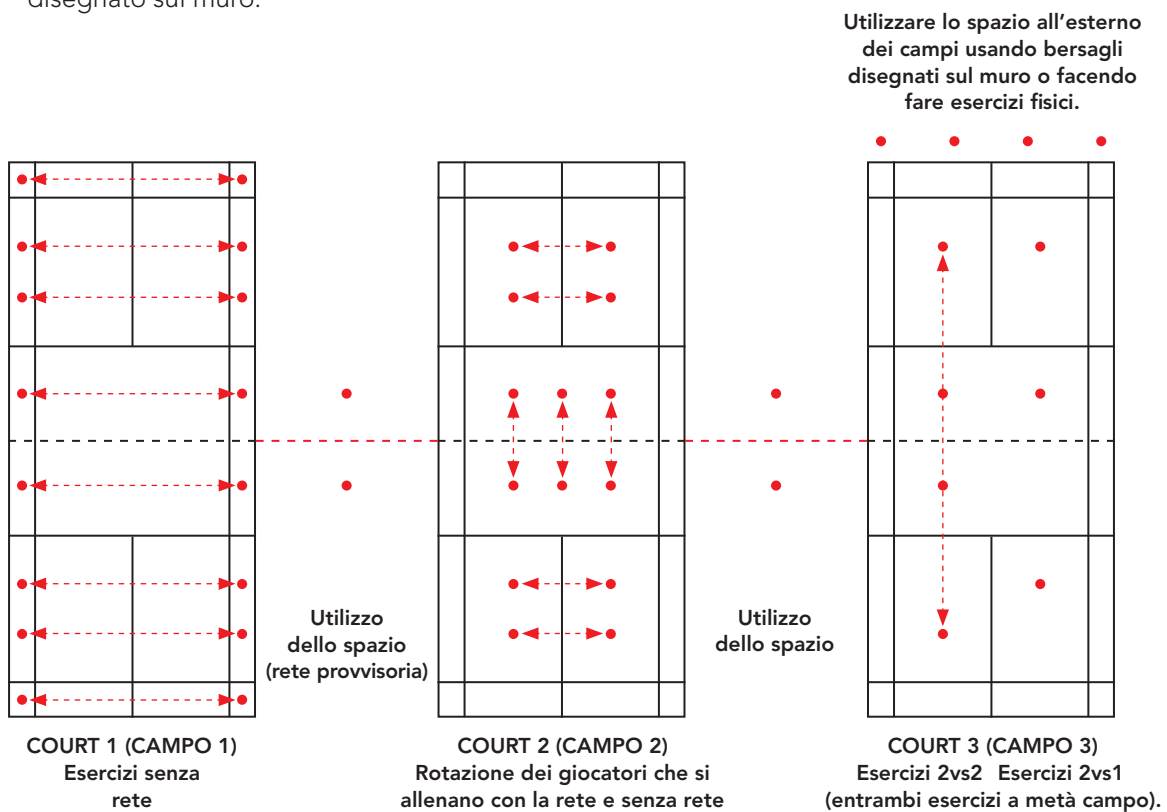 disegnato sul muro.
Utilizzare lo spazio all'esterno
dei campi usando bersagli
disegnati sul muro o facendo
fare esercizi fisici.
Utilizzo
dello spazio
(rete provvisoria)
Utilizzo
dello spazio
COURT 1 (CAMPO 1)
Esercizi senza
rete
COURT 2 (CAMPO 2)
Rotazione dei giocatori che si
allenano con la rete e senza rete
COURT 3 (CAMPO 3)
Esercizi 2vs2 Esercizi 2vs1
(entrambi esercizi a metà campo).